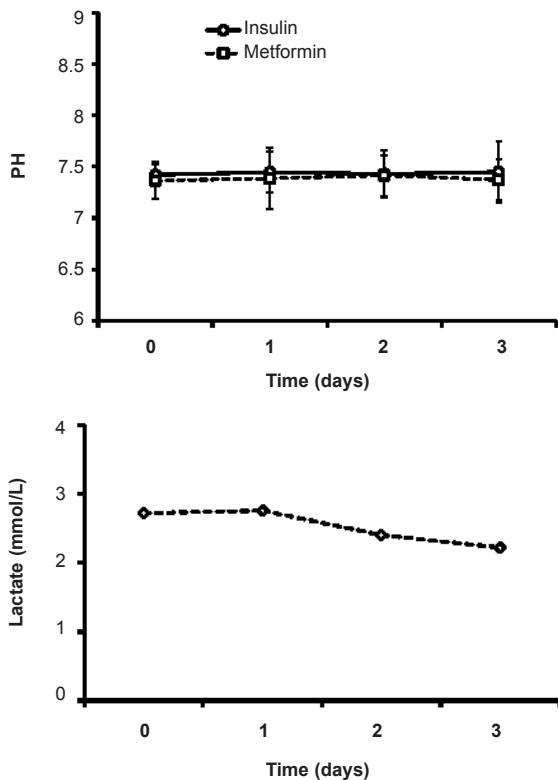 9
Insulin
Metformin
8.5
8
7.5
7
6.5
6
PH
0 1 2 3
Time (days)
4
3
2
1
0
Lactate (mmol/L)
0 1 2 3
Time (days)